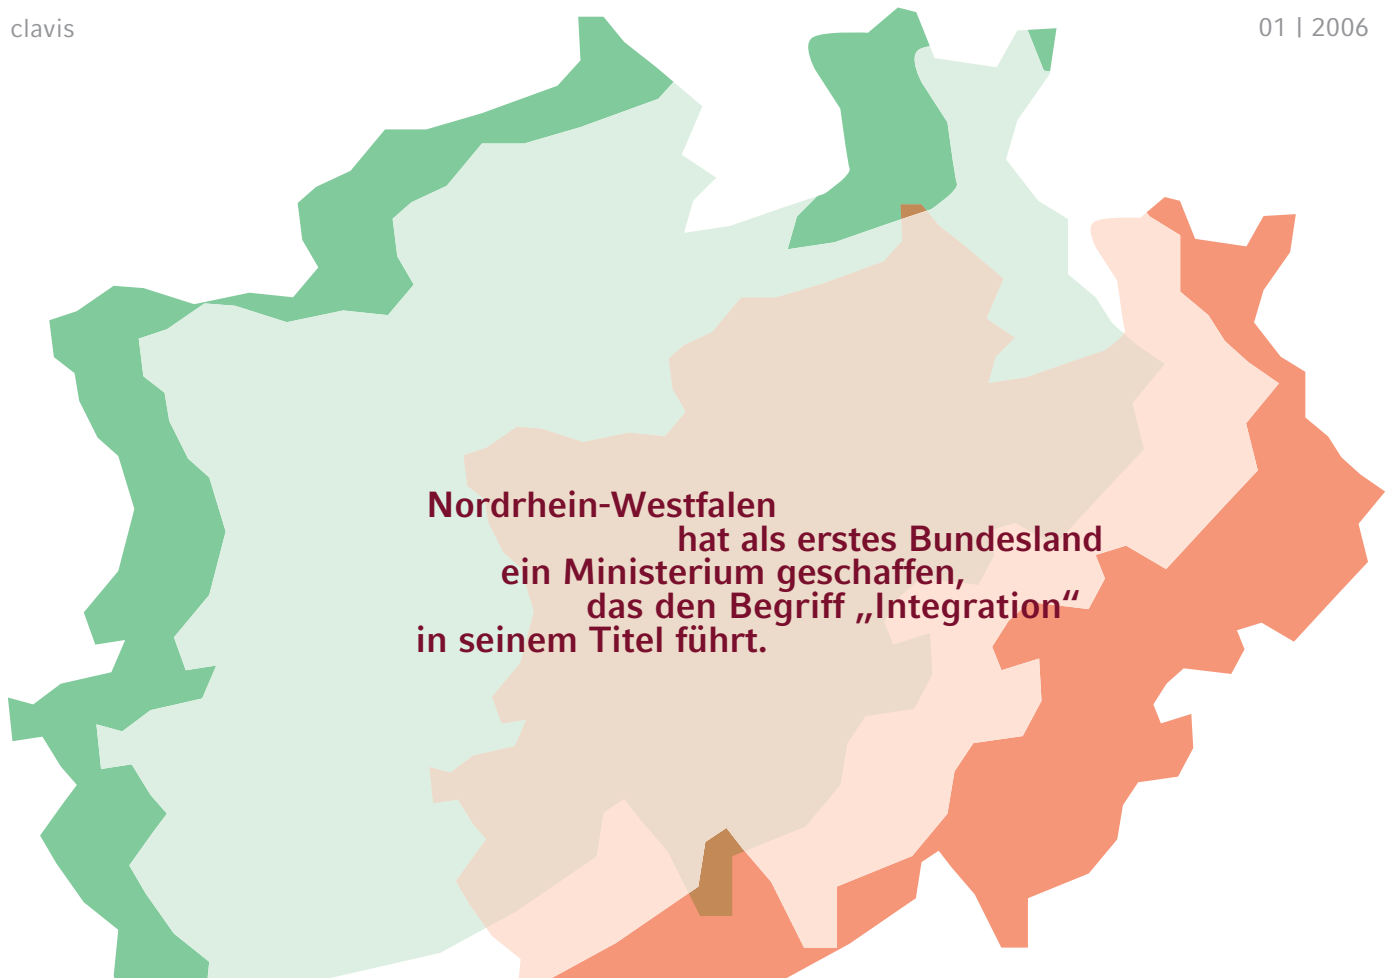 clavis
01 | 2006
Nordrhein-Westfalen
hat als erstes Bundesland
ein Ministerium geschaffen,
das den Begriff „Integration“
in seinem Titel führt.